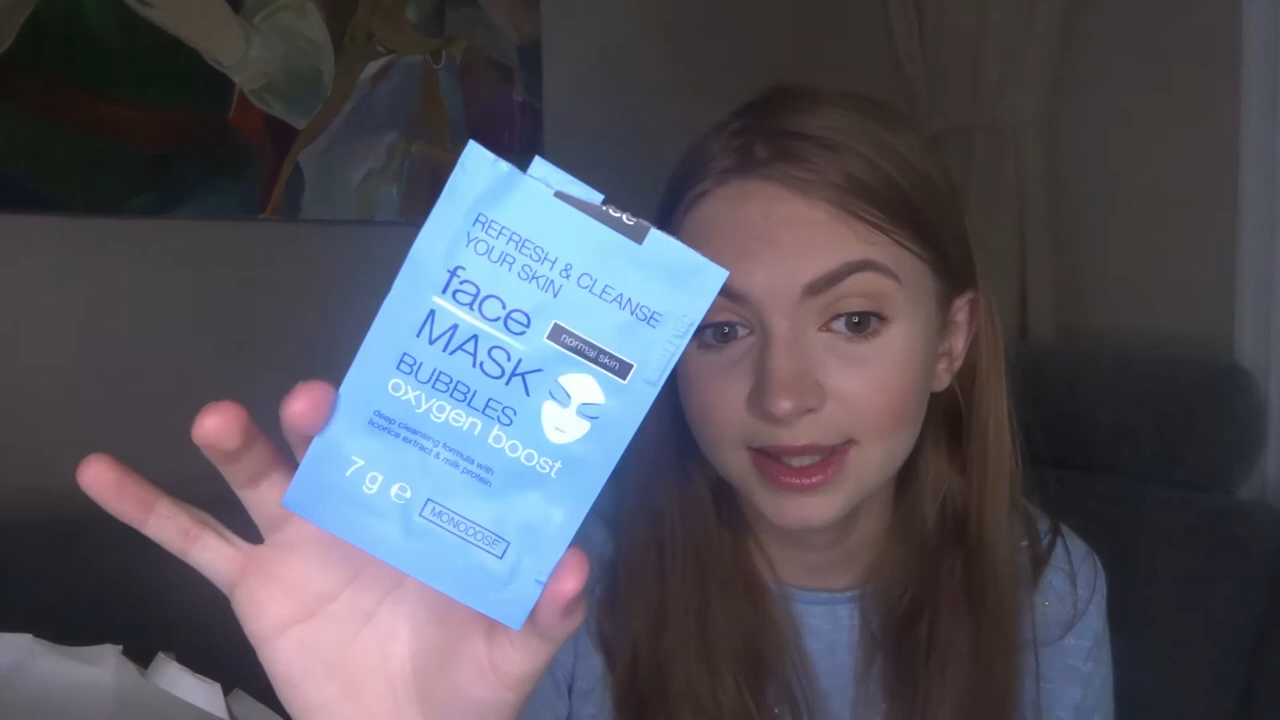 REFRESH & CLEANSE
YOUR SKIN
face
MASK
normal skin
BUBBLES
oxygen boost
deep cleansing formula with
licorice extract & milk protein
7 g e
MONODOSE